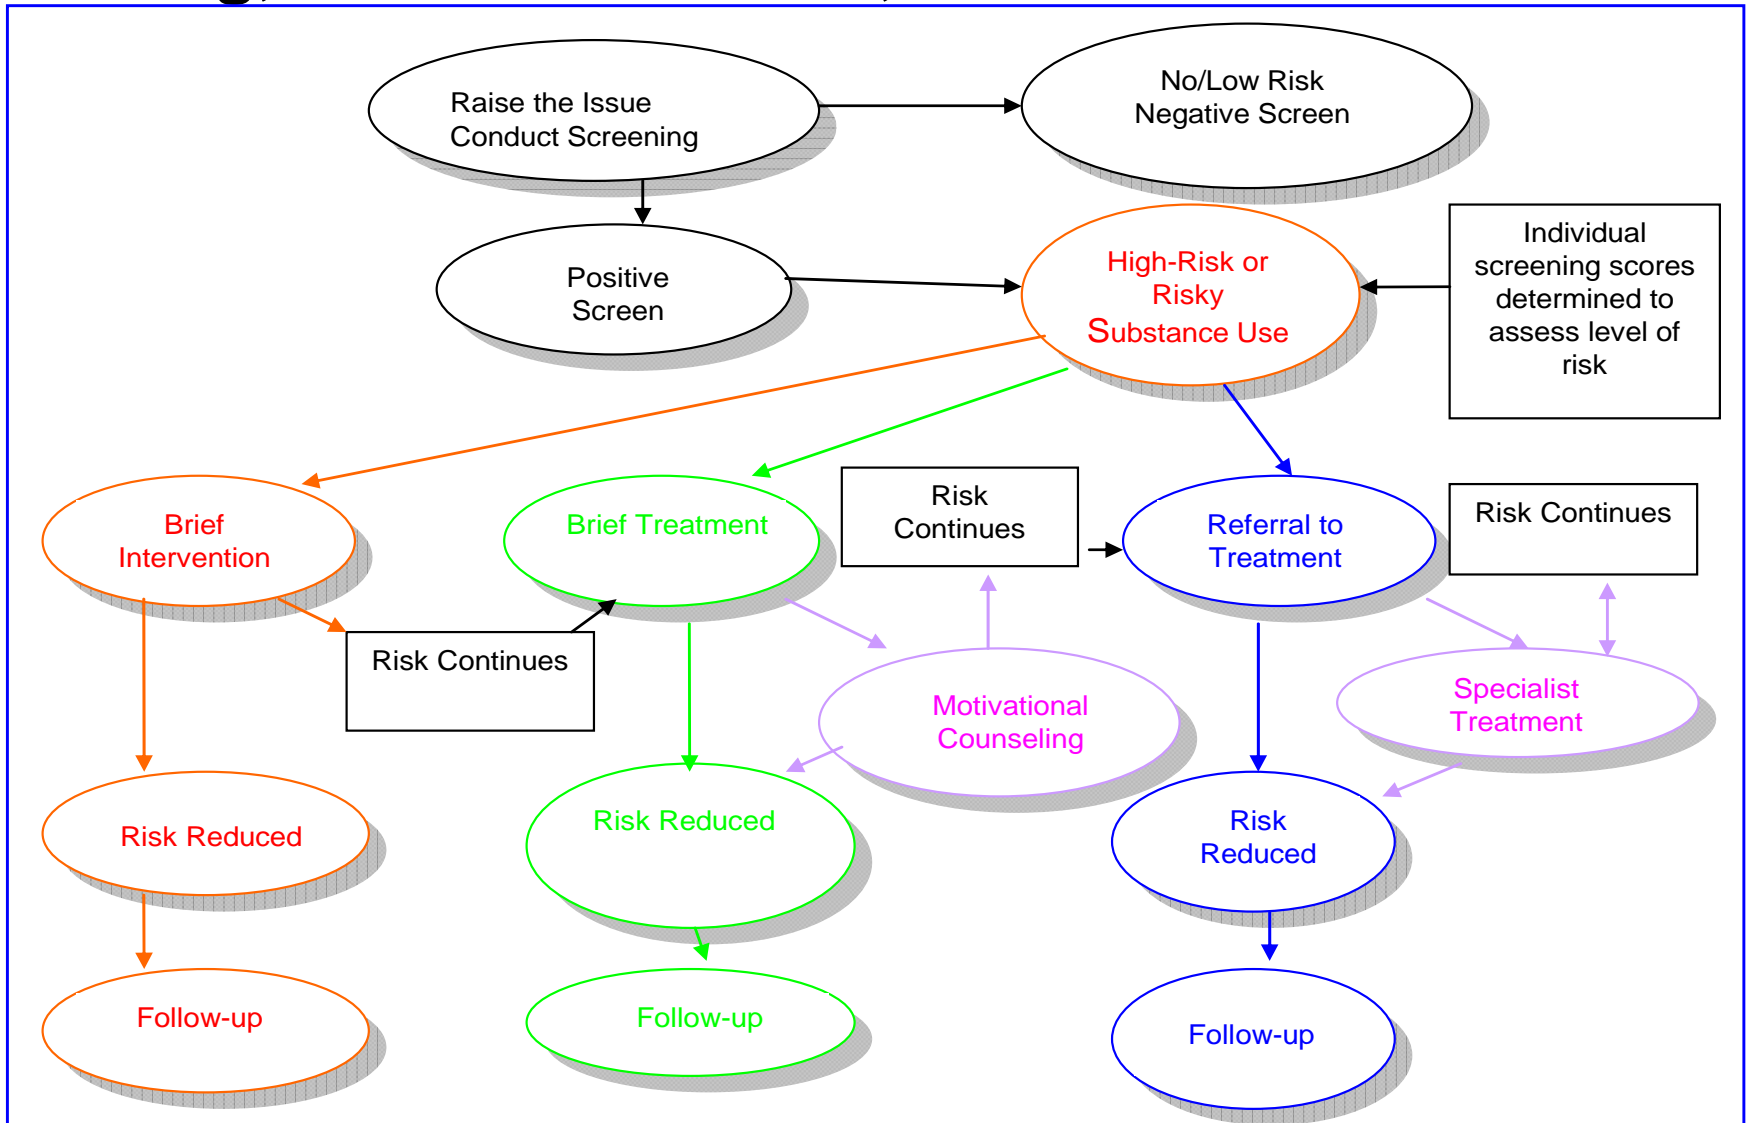 Raise the Issue
Conduct Screening
No/Low Risk
Negative Screen
Positive
Screen
High-Risk or
Risky
Substance Use
Individual
screening scores
determined to
assess level of
risk
Brief
Intervention
Brief Treatment
Risk
Continues
Referral to
Treatment
Risk Continues
Risk Continues
Motivational
Counseling
Specialist
Treatment
Risk Reduced
Risk Reduced
Risk
Reduced
Follow-up
Follow-up
Follow-up